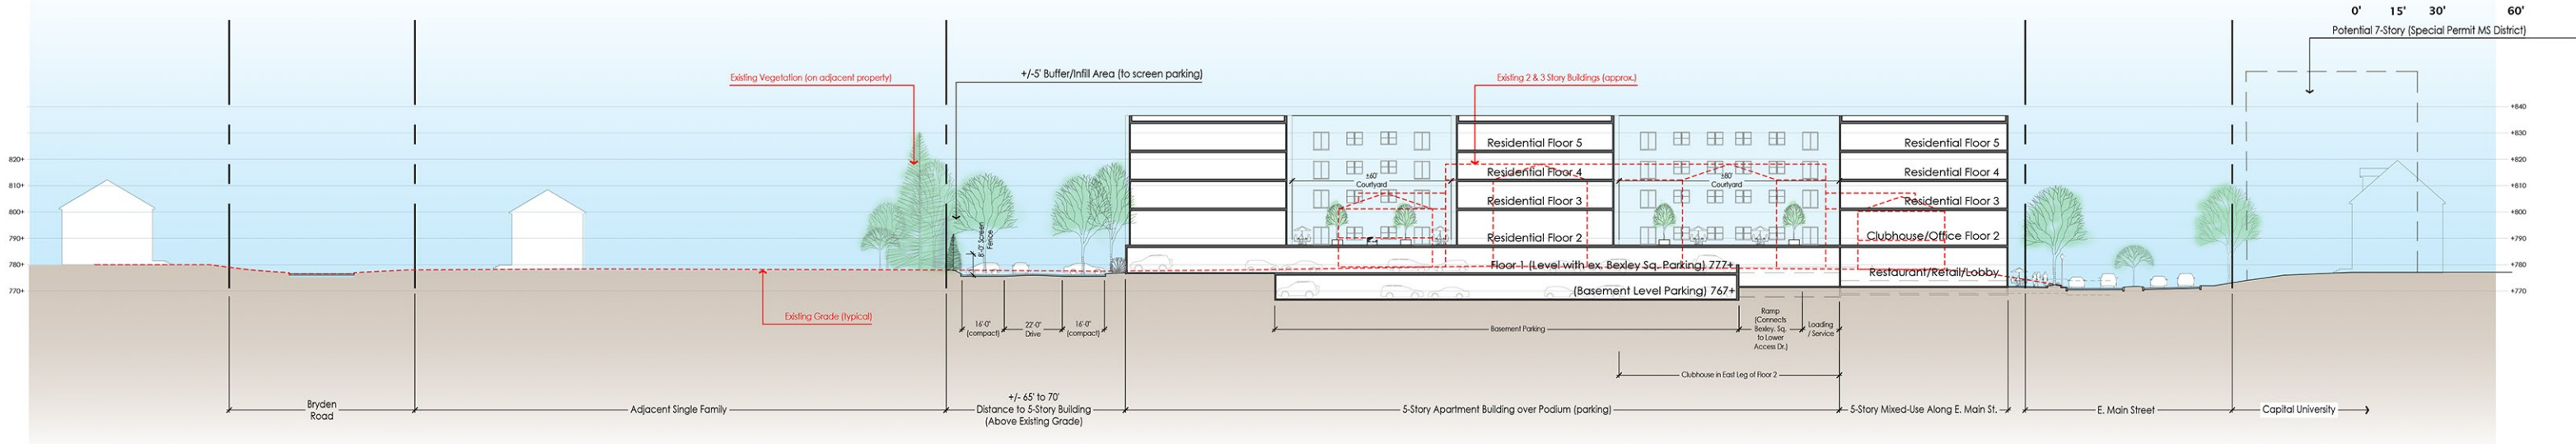 0' 15' 30' 60'
Potential 7-Story (Special Permit MS District)
Existing Vegetation (on adjacent property)
+/-5' Buffer/Infill Area (to screen parking)
Existing 2 & 3 Story Buildings (approx.)
820+
810+
800+
790+
780+
770+
+840
+830
+820
+810
+800
+790
+780
+770
8'-0" Screen
Fence
Residential Floor 5
Residential Floor 4
Residential Floor 3
Residential Floor 2
±60'
Courtyard
±80'
Courtyard
Residential Floor 5
Residential Floor 4
Residential Floor 3
Clubhouse/Office Floor 2
Restaurant/Retail/Lobby
Floor 1 (Level with ex. Bexley Sq. Parking) 777+
(Basement Level Parking) 767+
Existing Grade (typical)
16'-0"
(compact)
22'-0"
Drive
16'-0"
(compact)
Basement Parking
Ramp
(Connects
Bexley. Sq.
to Lower
Access Dr.)
Loading
/ Service
Clubhouse in East Leg of Floor 2
Bryden
Road
Adjacent Single Family
+/- 65' to 70'
Distance to 5-Story Building
(Above Existing Grade)
5-Story Apartment Building over Podium (parking)
5-Story Mixed-Use Along E. Main St.
E. Main Street
Capital University